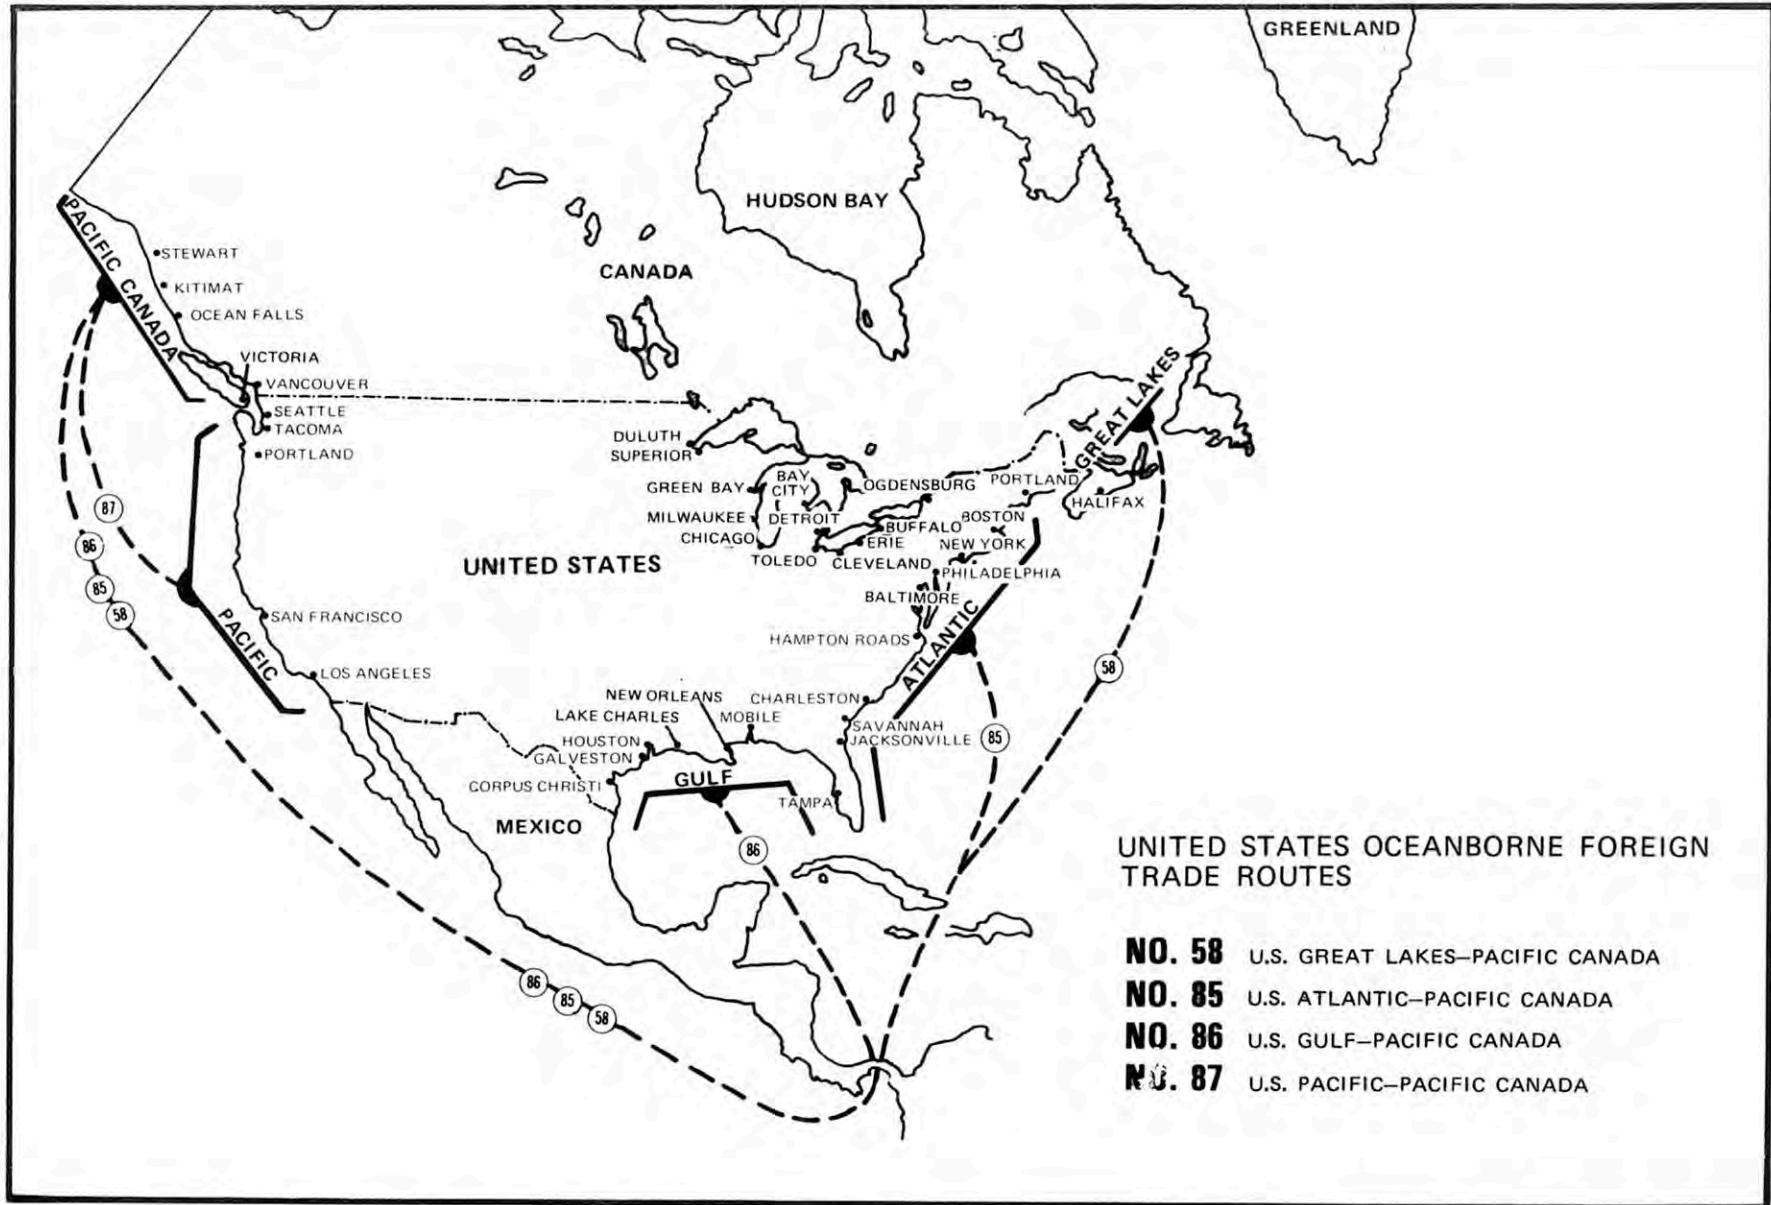 GREENLAND
HUDSON BAY
CANADA
PACIFIC CANADA
STEWART
KITIMAT
OCEAN FALLS
VICTORIA
VANCOUVER
SEATTLE
TACOMA
PORTLAND
GREAT LAKES
DULUTH
SUPERIOR
GREEN BAY
BAY
CITY
OGDENSBURG
PORTLAND
HALIFAX
MILWAUKEE
DETROIT
BUFFALO
BOSTON
CHICAGO
ERIE
NEW YORK
TOLEDO
CLEVELAND
PHILADELPHIA
UNITED STATES
BALTIMORE
HAMPTON ROADS
ATLANTIC
87
86
85
58
PACIFIC
SAN FRANCISCO
LOS ANGELES
58
NEW ORLEANS
CHARLESTON
LAKE CHARLES
MOBILE
SAVANNAH
HOUSTON
JACKSONVILLE
85
GALVESTON
GULF
CORPUS CHRISTI
TAMPA
MEXICO
86
86
85
58
UNITED STATES OCEANBORNE FOREIGN
TRADE ROUTES
NO. 58 U.S. GREAT LAKES–PACIFIC CANADA
NO. 85 U.S. ATLANTIC–PACIFIC CANADA
NO. 86 U.S. GULF–PACIFIC CANADA
NO. 87 U.S. PACIFIC–PACIFIC CANADA